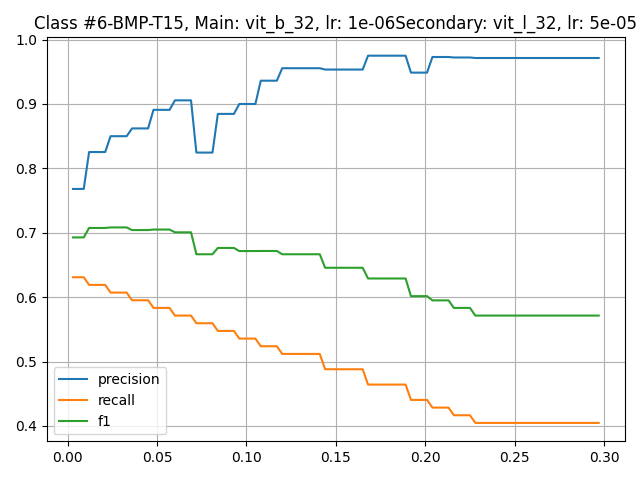 Class #6-BMP-T15, Main: vit_b_32, lr: 1e-06Secondary: vit_l_32, lr: 5e-05
1.0
0.9
0.8
0.7
0.6
0.5
0.4
precision
recall
f1
0.00 0.05 0.10 0.15 0.20 0.25 0.30